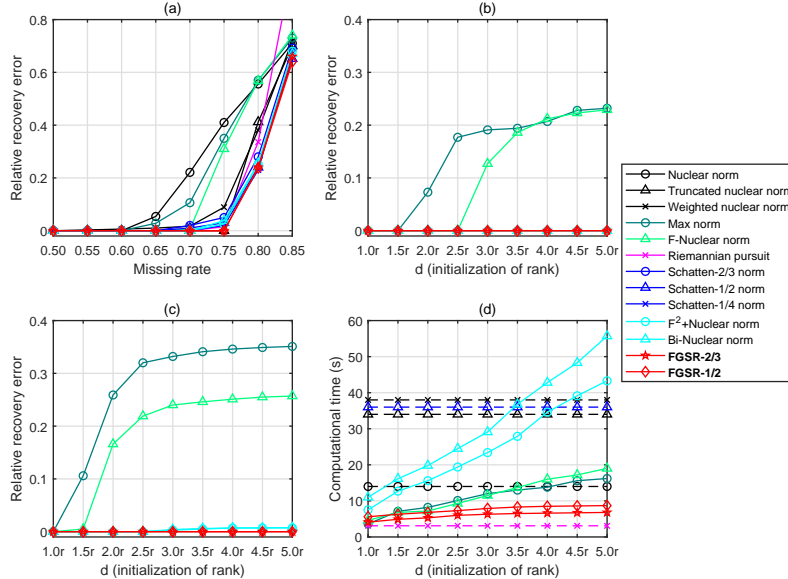 (a)
Relative recovery error
0.8
0.6
0.4
0.2
0
0.50 0.55 0.60 0.65 0.70 0.75 0.80 0.85
Missing rate
(b)
Relative recovery error
0.4
0.3
0.2
0.1
0
1.0r 1.5r 2.0r 2.5r 3.0r 3.5r 4.0r 4.5r 5.0r
d (initialization of rank)
Nuclear norm
Truncated nuclear norm
Weighted nuclear norm
Max norm
F-Nuclear norm
Riemannian pursuit
Schatten-2/3 norm
Schatten-1/2 norm
Schatten-1/4 norm
F²+Nuclear norm
Bi-Nuclear norm
FGSR-2/3
FGSR-1/2
(c)
Relative recovery error
0.4
0.3
0.2
0.1
0
1.0r 1.5r 2.0r 2.5r 3.0r 3.5r 4.0r 4.5r 5.0r
d (initialization of rank)
(d)
Computational time (s)
60
50
40
30
20
10
0
1.0r 1.5r 2.0r 2.5r 3.0r 3.5r 4.0r 4.5r 5.0r
d (initialization of rank)